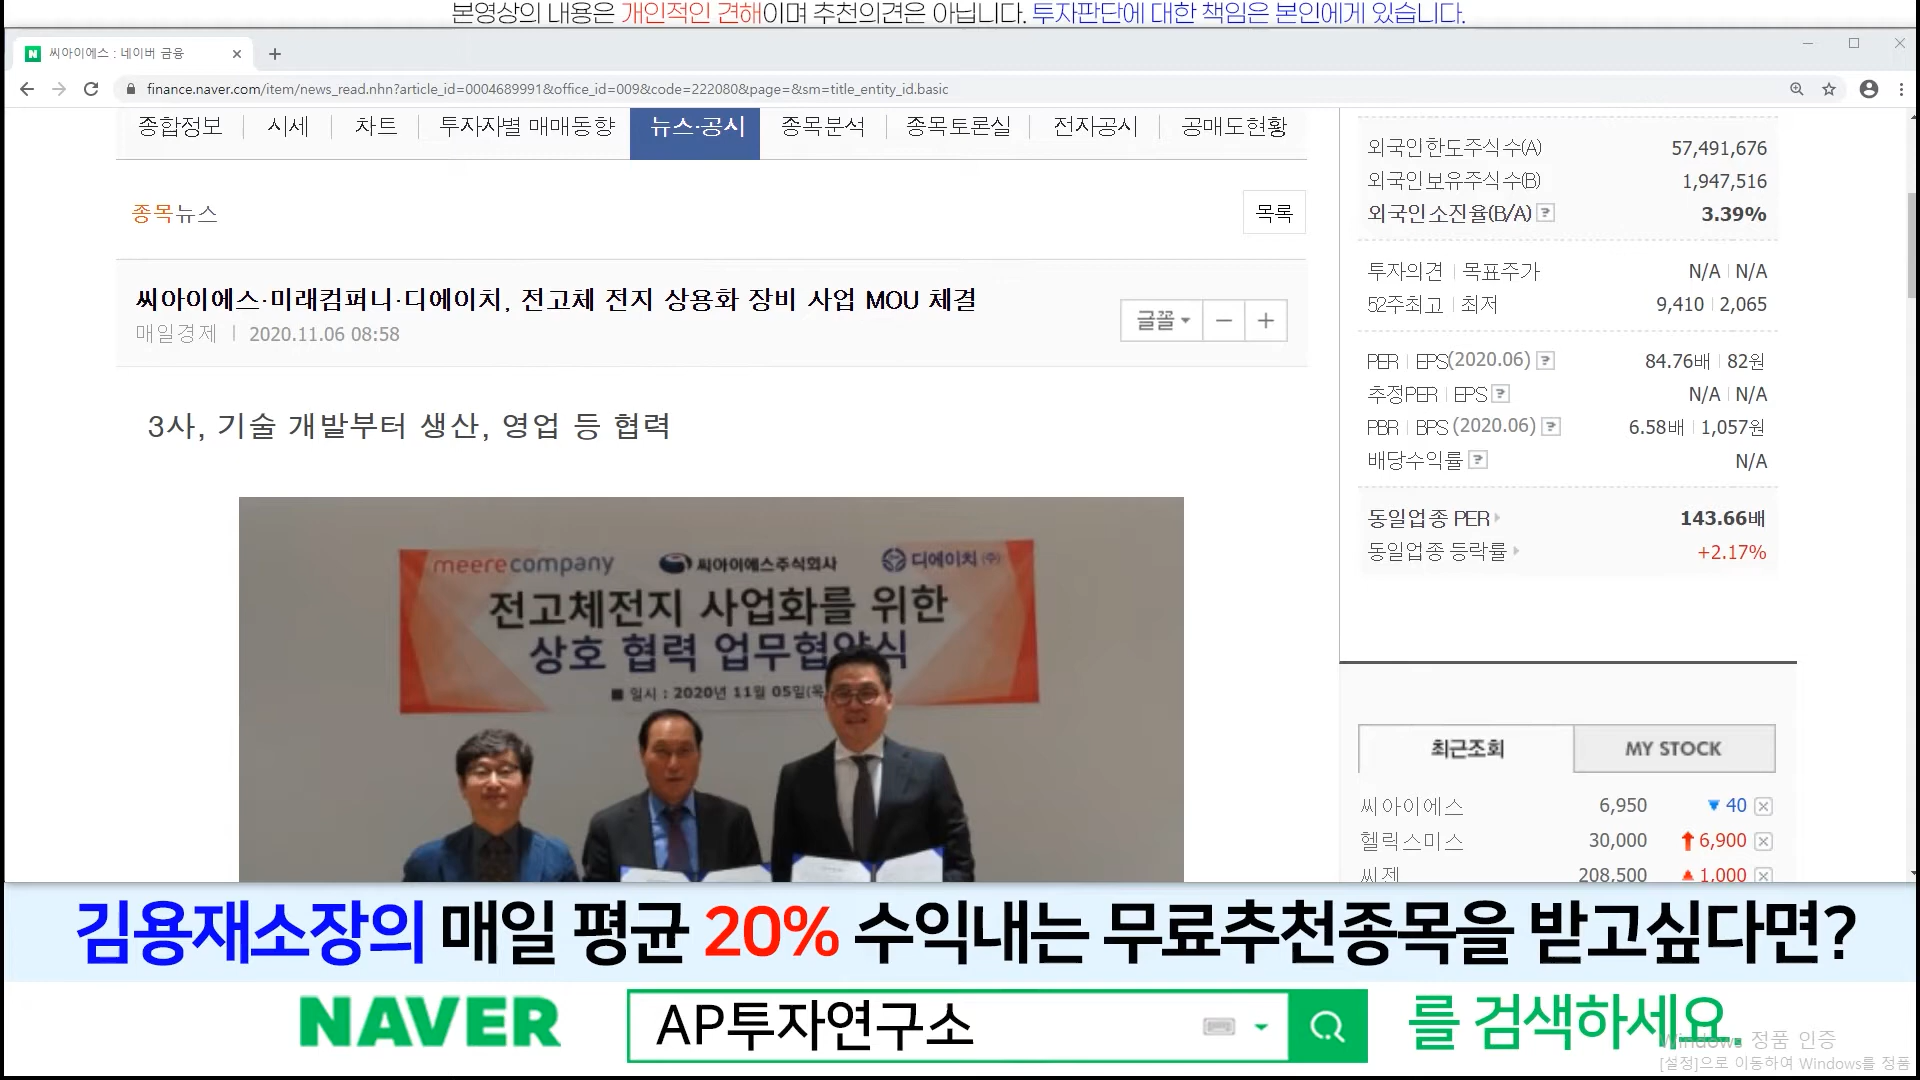 본영상의 내용은 개인적인 견해이며 추천의견은 아닙니다. 투자판단에 대한 책임은 본인에게 있습니다.
씨아이에스 : 네이버 금융
finance.naver.com/item/news_read.nhn?article_id=0004689991&office_id=009&code=222080&page=&sm=title_entity_id.basic
종합정보 시세 차트 투자자별 매매동향 뉴스·공시 종목분석 종목토론실 전자공시 공매도현황
종목뉴스
목록
씨아이에스·미래컴퍼니·디에이치, 전고체 전지 상용화 장비 사업 MOU 체결
매일경제 | 2020.11.06 08:58
글꼴 − +
3사, 기술 개발부터 생산, 영업 등 협력
meerecompany 씨아이에스주식회사 디에이치(주)
전고체전지 사업화를 위한
상호 협력 업무협약식
■ 일시 : 2020년 11월 05일(목
외국인한도주식수(A) 57,491,676
외국인보유주식수(B) 1,947,516
외국인소진율(B/A) ? 3.39%
투자의견 | 목표주가 N/A | N/A
52주최고 | 최저 9,410 | 2,065
PER | EPS(2020.06) ? 84.76배 | 82원
추정PER | EPS ? N/A | N/A
PBR | BPS (2020.06) ? 6.58배 | 1,057원
배당수익률 ? N/A
동일업종 PER 143.66배
동일업종 등락률 +2.17%
최근조회 MY STOCK
씨아이에스 6,950 ▼ 40
헬릭스미스 30,000 ↑ 6,900
씨젠 208,500 ▲ 1,000
김용재소장의 매일 평균 20% 수익내는 무료추천종목을 받고싶다면?
NAVER AP투자연구소 를 검색하세요.
Windows 정품 인증
[설정]으로 이동하여 Windows를 정품